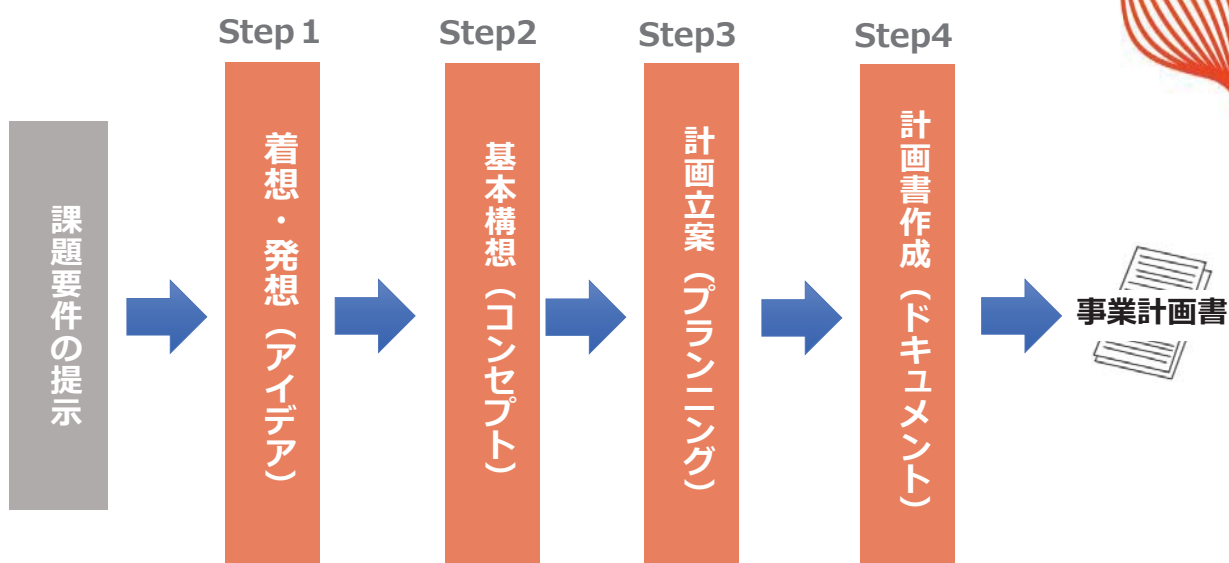 Step 1
Step2
Step3
Step4
課題要件の提示
着想・発想（アイデア）
基本構想（コンセプト）
計画立案（プランニング）
計画書作成（ドキュメント）
事業計画書